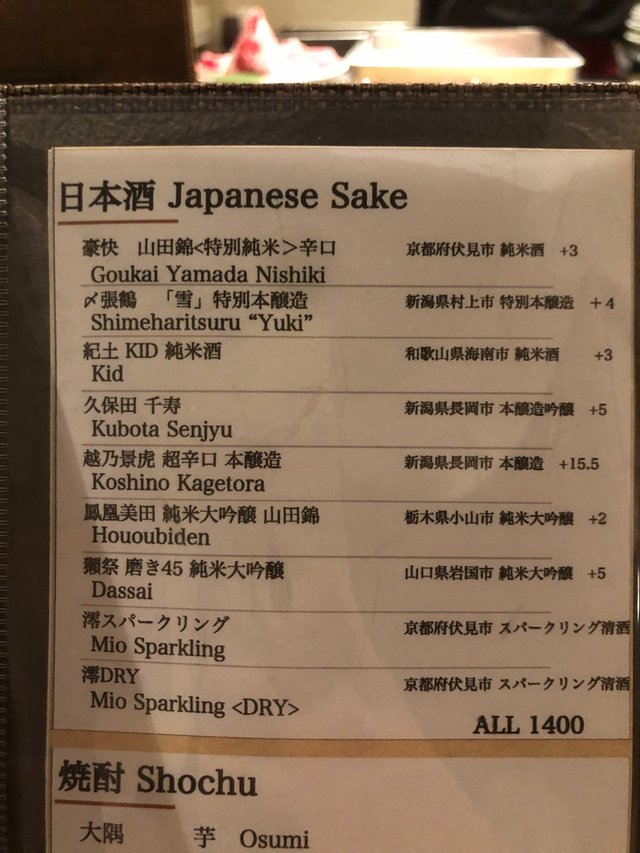 日本酒 Japanese Sake
豪快 山田錦<特別純米>辛口 京都府伏見市 純米酒 +3
Goukai Yamada Nishiki
〆張鶴 「雪」特別本醸造 新潟県村上市 特別本醸造 +4
Shimeharitsuru “Yuki”
紀土 KID 純米酒 和歌山県海南市 純米酒 +3
Kid
久保田 千寿 新潟県長岡市 本醸造吟醸 +5
Kubota Senjyu
越乃景虎 超辛口 本醸造 新潟県長岡市 本醸造 +15.5
Koshino Kagetora
鳳凰美田 純米大吟醸 山田錦 栃木県小山市 純米大吟醸 +2
Hououbiden
獺祭 磨き45 純米大吟醸 山口県岩国市 純米大吟醸 +5
Dassai
澪スパークリング 京都府伏見市 スパークリング清酒
Mio Sparkling
澪DRY 京都府伏見市 スパークリング清酒
Mio Sparkling <DRY>
ALL 1400
焼酎 Shochu
大隅 芋 Osumi